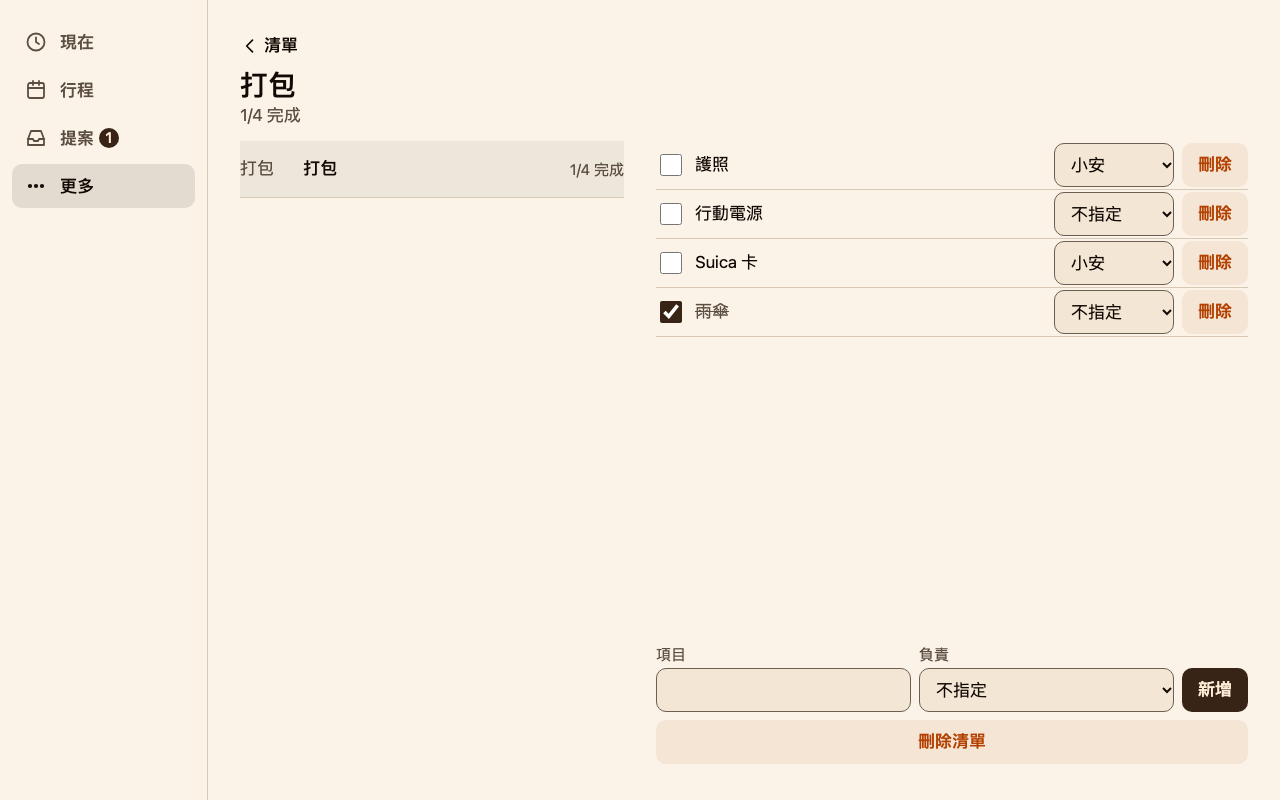 現在
行程
提案 1
更多
清單
打包
1/4 完成
打包 打包 1/4 完成
護照 小安 刪除
行動電源 不指定 刪除
Suica 卡 小安 刪除
雨傘 不指定 刪除
項目 負責
不指定 新增
刪除清單